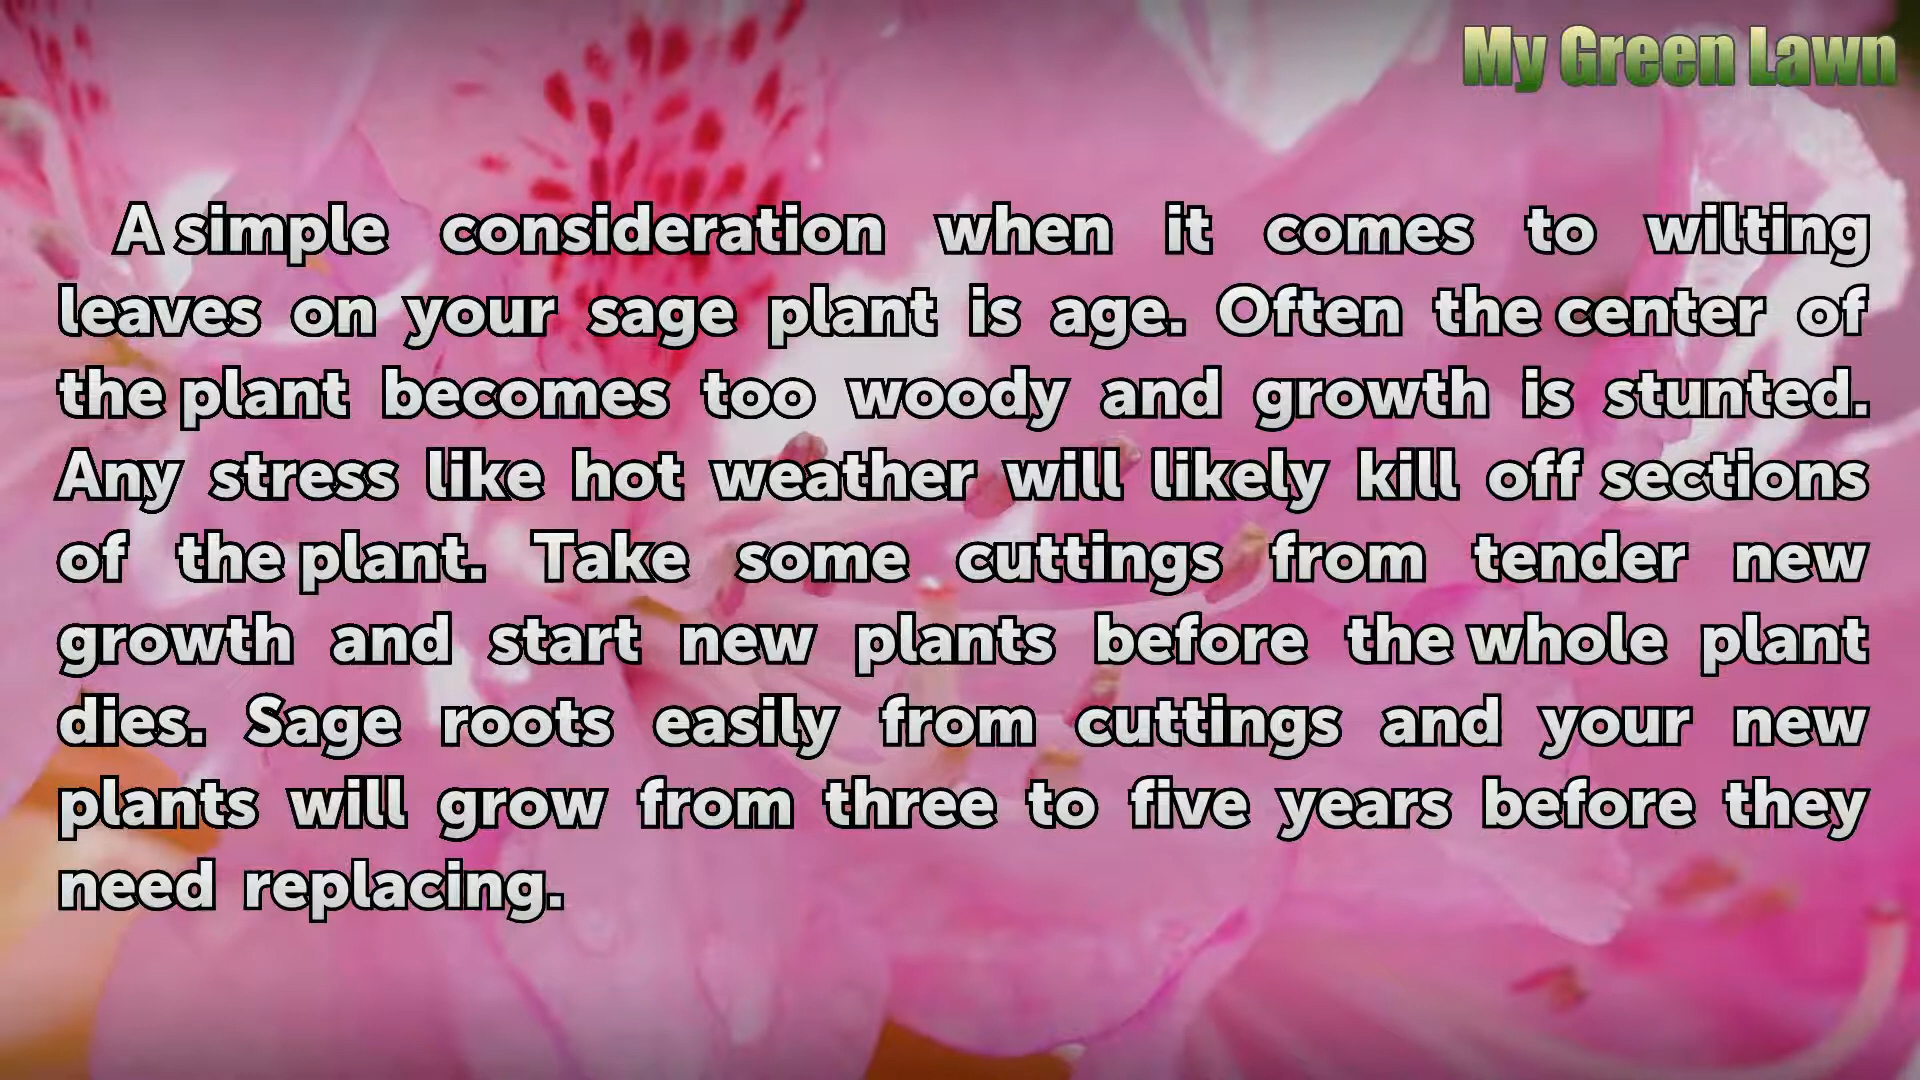 My Green Lawn
A simple consideration when it comes to wilting
leaves on your sage plant is age. Often the center of
the plant becomes too woody and growth is stunted.
Any stress like hot weather will likely kill off sections
of the plant. Take some cuttings from tender new
growth and start new plants before the whole plant
dies. Sage roots easily from cuttings and your new
plants will grow from three to five years before they
need replacing.